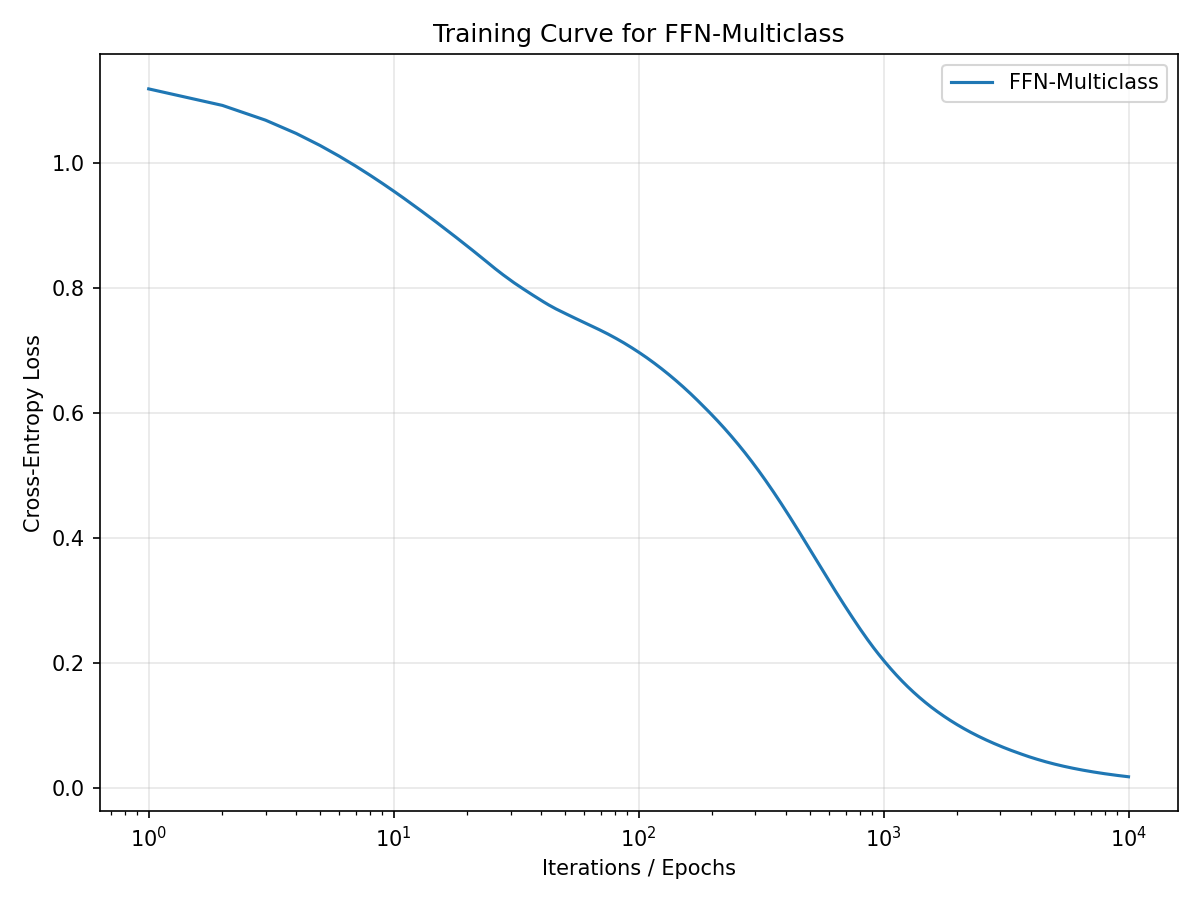 Training Curve for FFN-Multiclass
FFN-Multiclass
1.0
0.8
0.6
0.4
0.2
0.0
Cross-Entropy Loss
10⁰
10¹
10²
10³
10⁴
Iterations / Epochs